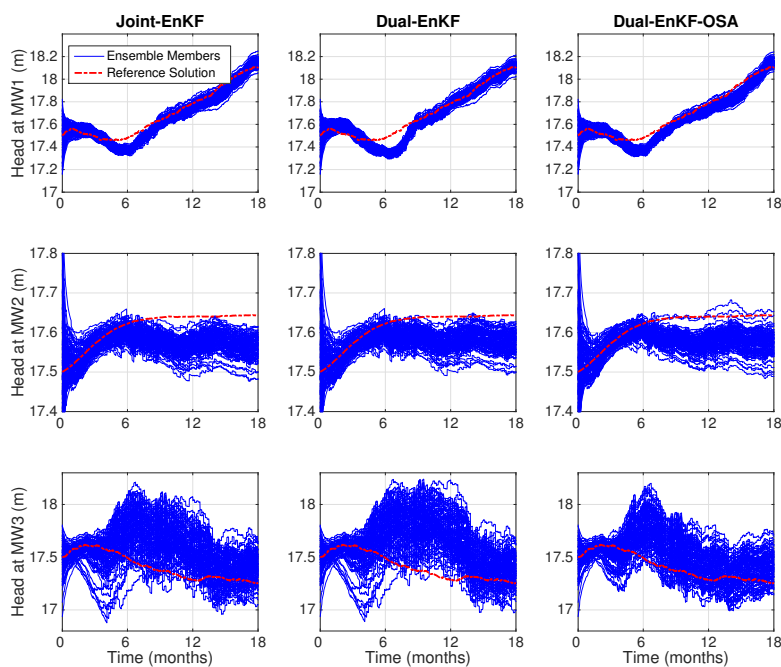 Joint-EnKF Dual-EnKF Dual-EnKF-OSA
Head at MW1 (m)
18.2 18.2 18.2
Ensemble Members
18 18 18
Reference Solution
17.8 17.8 17.8
17.6 17.6 17.6
17.4 17.4 17.4
17.2 17.2 17.2
17 17 17
0 6 12 18 0 6 12 18 0 6 12 18
Head at MW2 (m)
17.8 17.8 17.8
17.7 17.7 17.7
17.6 17.6 17.6
17.5 17.5 17.5
17.4 17.4 17.4
0 6 12 18 0 6 12 18 0 6 12 18
Head at MW3 (m)
18 18 18
17.5 17.5 17.5
17 17 17
0 6 12 18 0 6 12 18 0 6 12 18
Time (months) Time (months) Time (months)